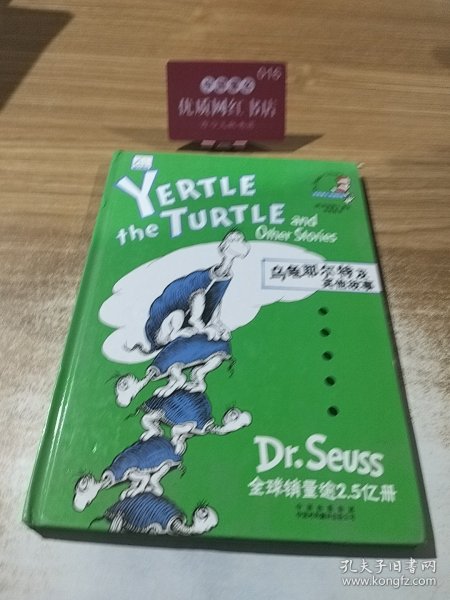 016
优质网红书店
YERTLE
the TURTLE and
Other Stories
乌龟耶尔特及
其他故事
Dr. Seuss
全球销量逾2.5亿册
孔夫子旧书网
www.kongfz.com